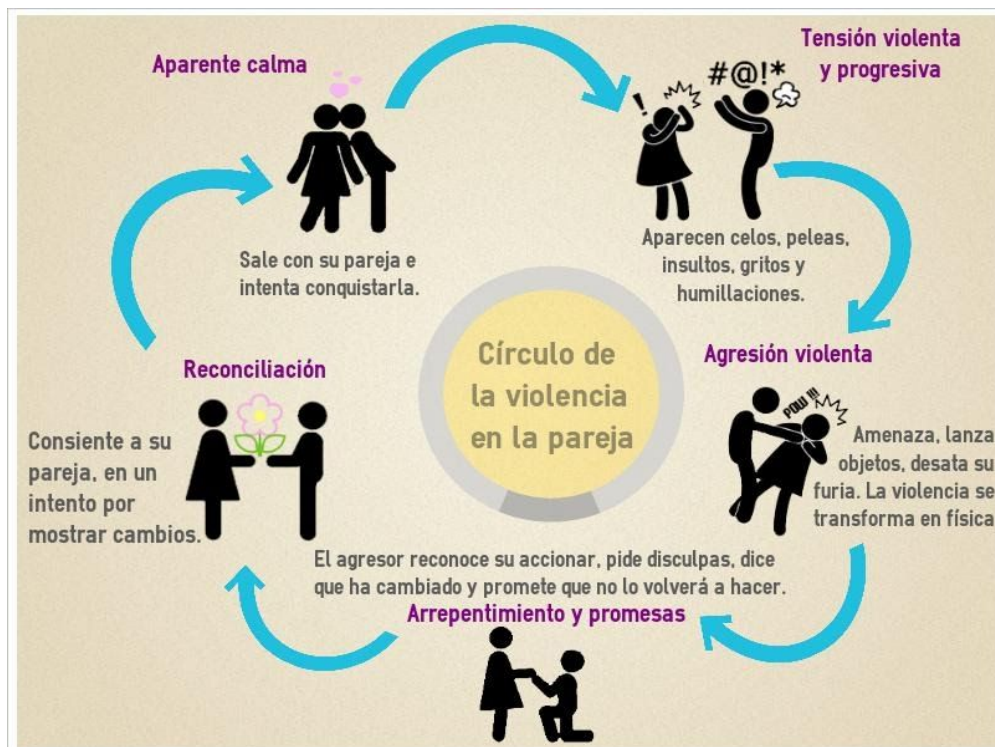 Aparente calma
Sale con su pareja e
intenta conquistarla.
Tensión violenta
y progresiva
#@!*
!
Aparecen celos, peleas,
insultos, gritos y
humillaciones.
Agresión violenta
POW !!!
Amenaza, lanza
objetos, desata su
furia. La violencia se
transforma en física
El agresor reconoce su accionar, pide disculpas, dice
que ha cambiado y promete que no lo volverá a hacer.
Arrepentimiento y promesas
Reconciliación
Consiente a su
pareja, en un
intento por
mostrar cambios.
Círculo de
la violencia
en la pareja